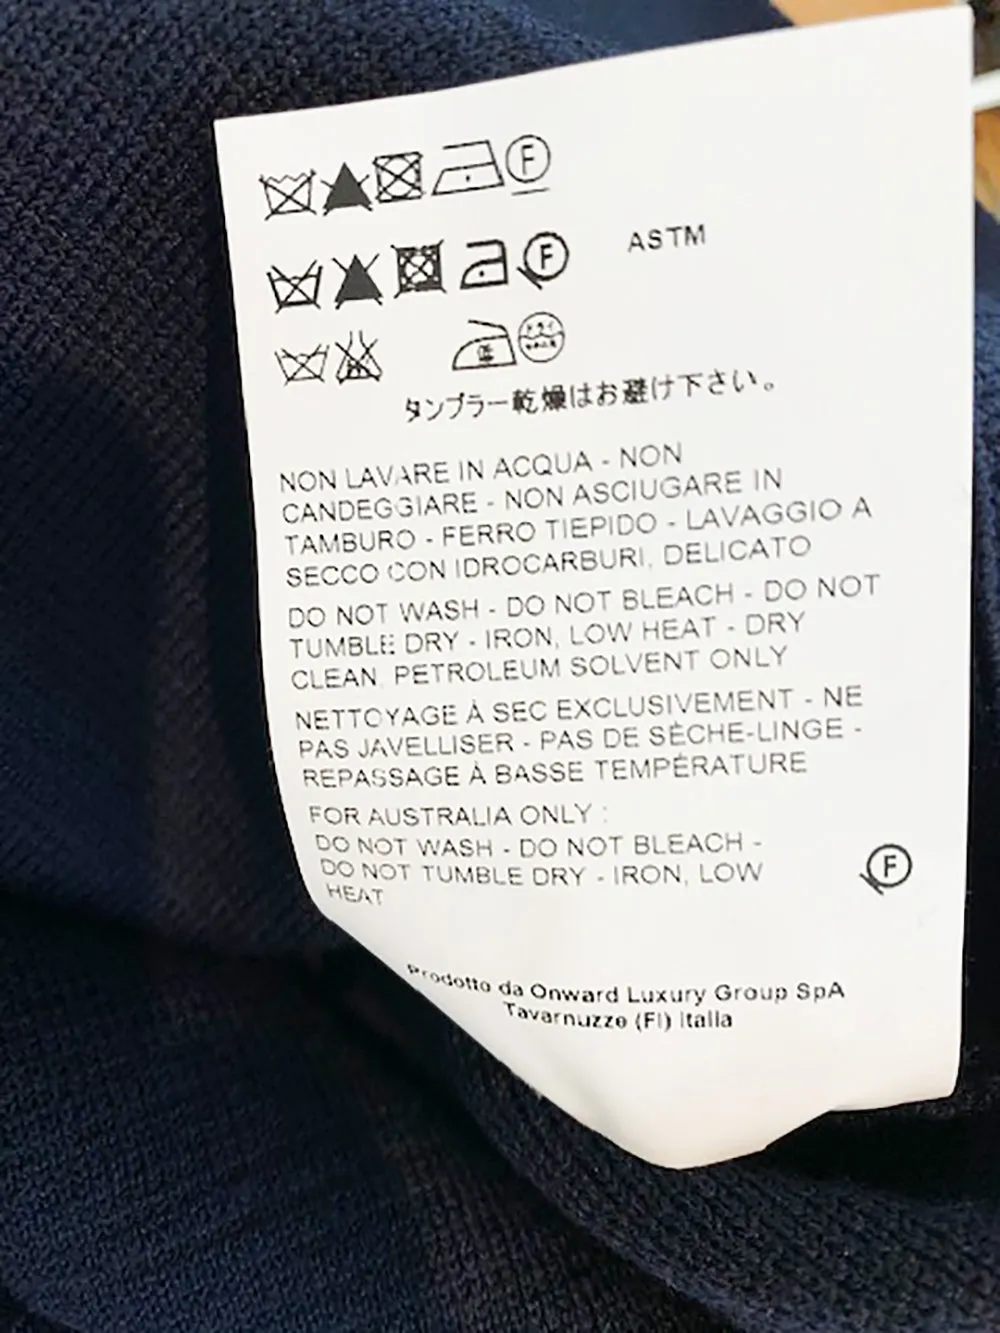 F
F ASTM
ドライ
低
タンブラー乾燥はお避け下さい。
NON LAVARE IN ACQUA - NON
CANDEGGIARE - NON ASCIUGARE IN
TAMBURO - FERRO TIEPIDO - LAVAGGIO A
SECCO CON IDROCARBURI, DELICATO
DO NOT WASH - DO NOT BLEACH - DO NOT
TUMBLE DRY - IRON, LOW HEAT - DRY
CLEAN, PETROLEUM SOLVENT ONLY
NETTOYAGE À SEC EXCLUSIVEMENT - NE
PAS JAVELLISER - PAS DE SÈCHE-LINGE -
REPASSAGE À BASSE TEMPÉRATURE
FOR AUSTRALIA ONLY :
DO NOT WASH - DO NOT BLEACH -
DO NOT TUMBLE DRY - IRON, LOW
HEAT
F
Prodotto da Onward Luxury Group SpA
Tavarnuzze (FI) Italia